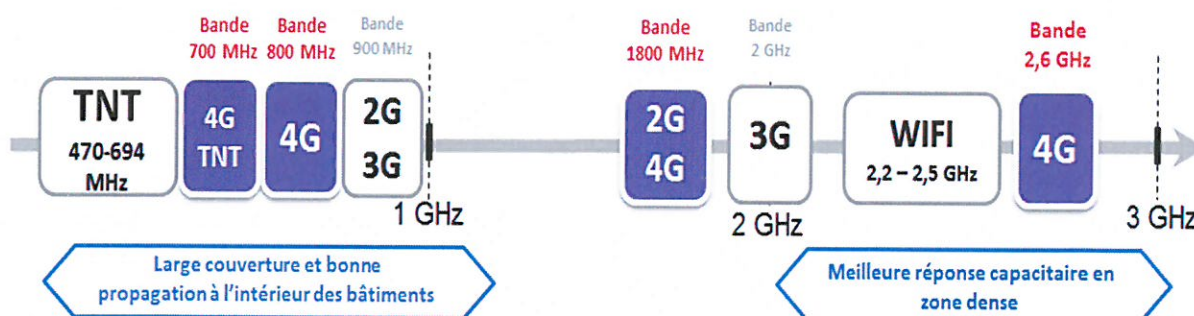 Bande
700 MHz
Bande
800 MHz
Bande
900 MHz
Bande
1800 MHz
Bande
2 GHz
Bande
2,6 GHz
TNT
470-694
MHz
4G
TNT
4G
2G
3G
2G
4G
3G
WIFI
2,2 – 2,5 GHz
4G
1 GHz
2 GHz
3 GHz
Large couverture et bonne
propagation à l'intérieur des bâtiments
Meilleure réponse capacitaire en
zone dense